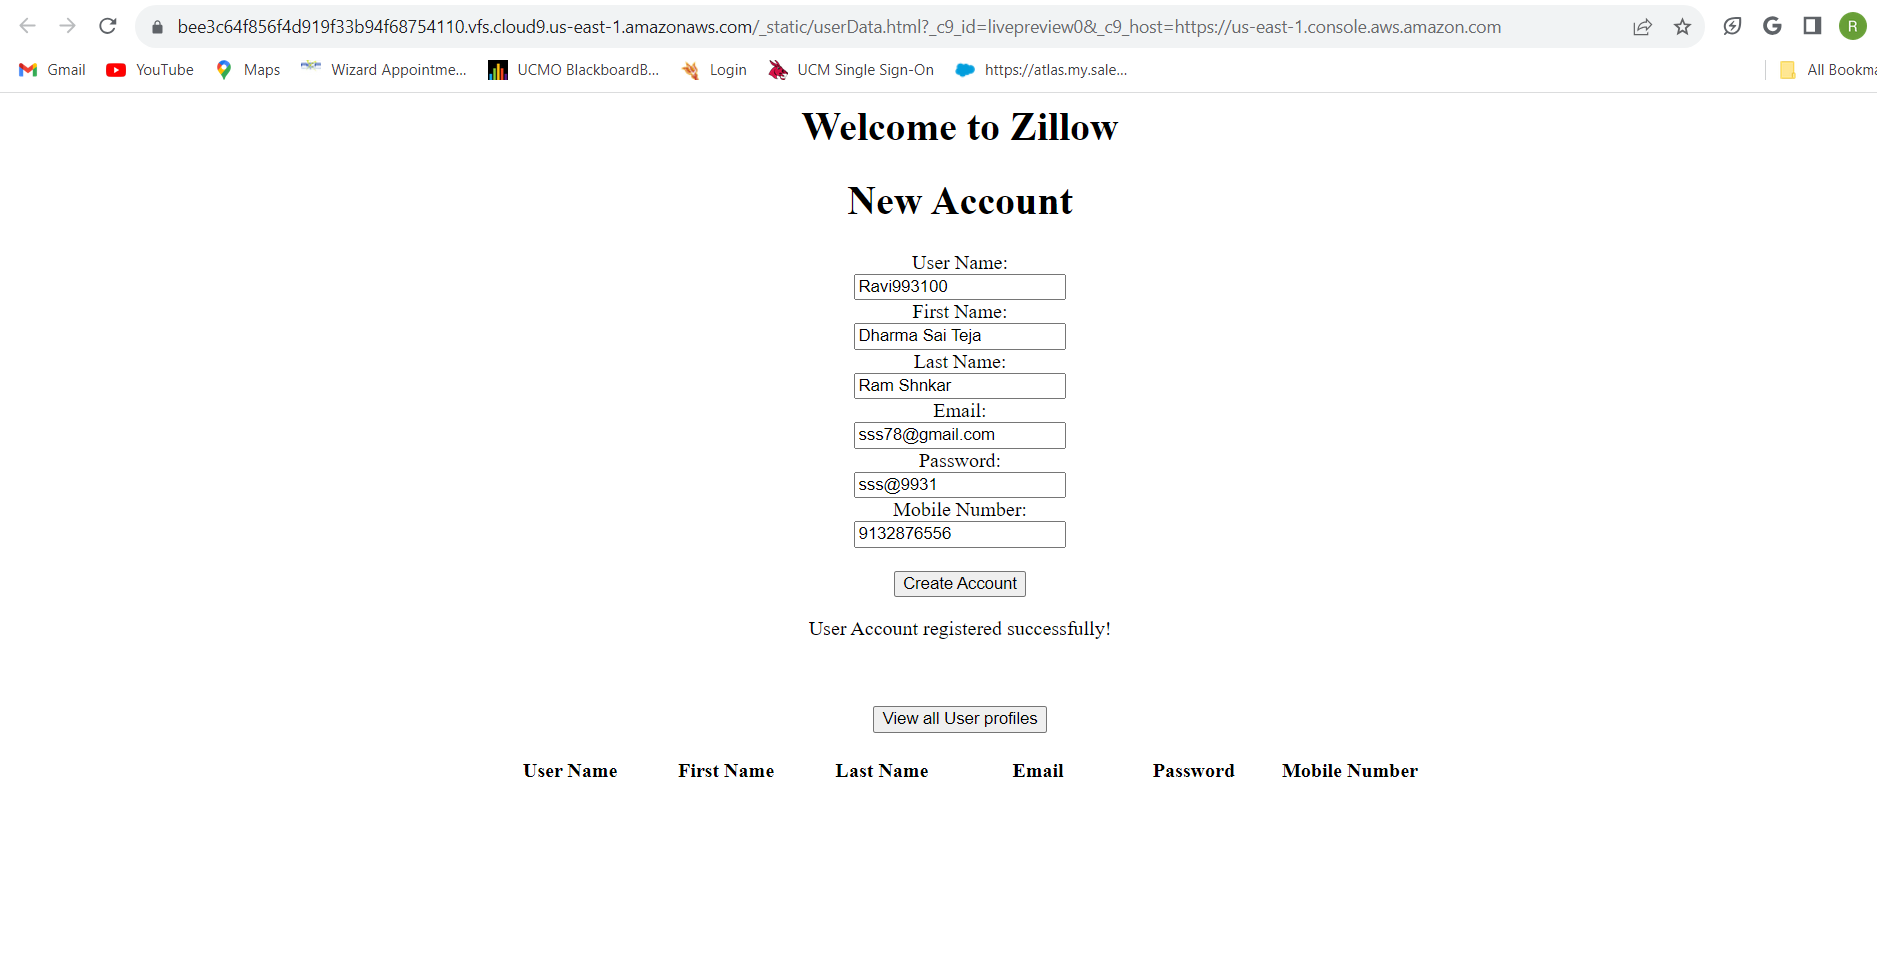 bee3c64f856f4d919f33b94f68754110.vfs.cloud9.us-east-1.amazonaws.com/_static/userData.html?_c9_id=livepreview0&_c9_host=https://us-east-1.console.aws.amazon.com R
Gmail YouTube Maps Wizard Appointme... UCMO BlackboardB... Login UCM Single Sign-On https://atlas.my.sale... All Bookma
Welcome to Zillow
New Account
User Name:
Ravi993100
First Name:
Dharma Sai Teja
Last Name:
Ram Shnkar
Email:
sss78@gmail.com
Password:
sss@9931
Mobile Number:
9132876556
Create Account
User Account registered successfully!
View all User profiles
User Name First Name Last Name Email Password Mobile Number